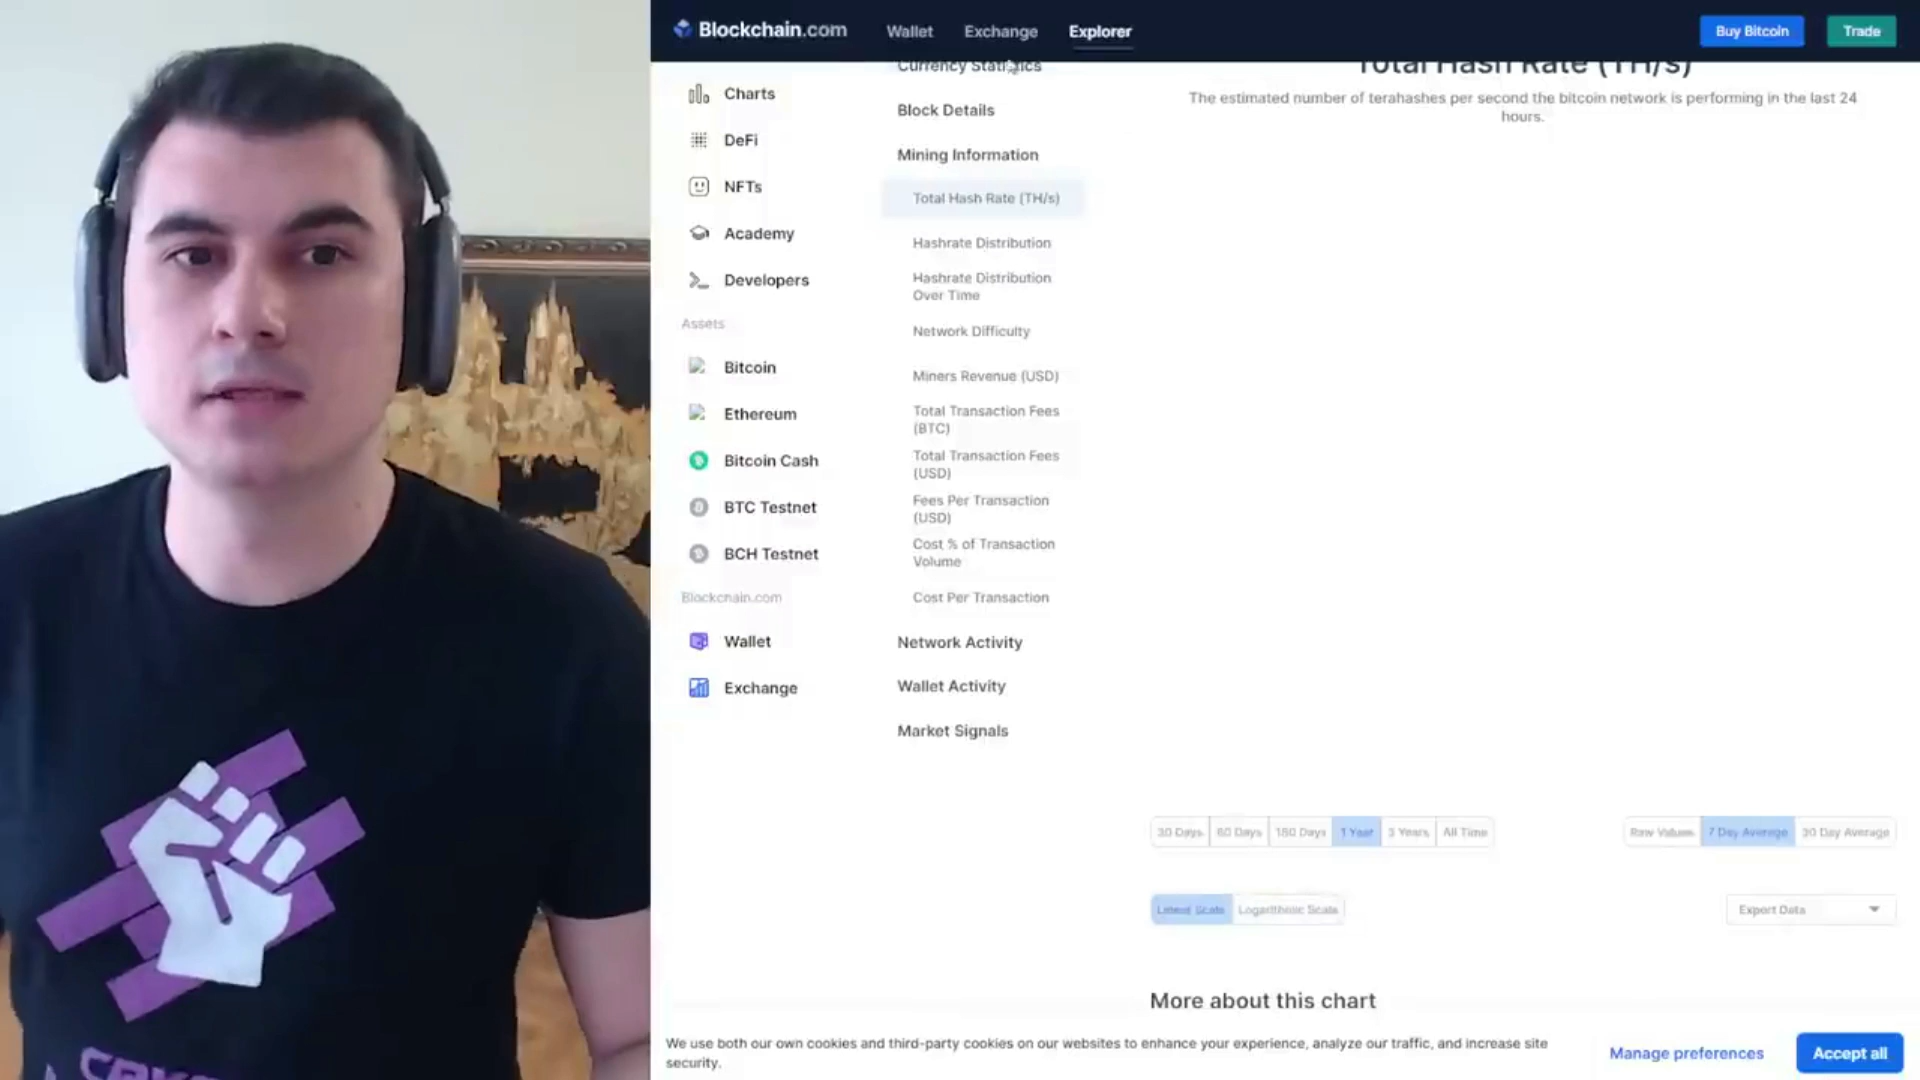 Blockchain.com
Wallet
Exchange
Explorer
Buy Bitcoin
Trade
Charts
DeFi
NFTs
Academy
Developers
Assets
Bitcoin
Ethereum
Bitcoin Cash
BTC Testnet
BCH Testnet
Blockchain.com
Wallet
Exchange
Currency Statistics
Block Details
Mining Information
Total Hash Rate (TH/s)
Hashrate Distribution
Hashrate Distribution
Over Time
Network Difficulty
Miners Revenue (USD)
Total Transaction Fees
(BTC)
Total Transaction Fees
(USD)
Fees Per Transaction
(USD)
Cost % of Transaction
Volume
Cost Per Transaction
Network Activity
Wallet Activity
Market Signals
Total Hash Rate (TH/s)
The estimated number of terahashes per second the bitcoin network is performing in the last 24
hours.
30 Days 60 Days 180 Days 1 Year 3 Years All Time
Raw Values 7 Day Average 30 Day Average
Linear Scale Logarithmic Scale
Export Data
More about this chart
We use both our own cookies and third-party cookies on our websites to enhance your experience, analyze our traffic, and increase site
security.
Manage preferences
Accept all